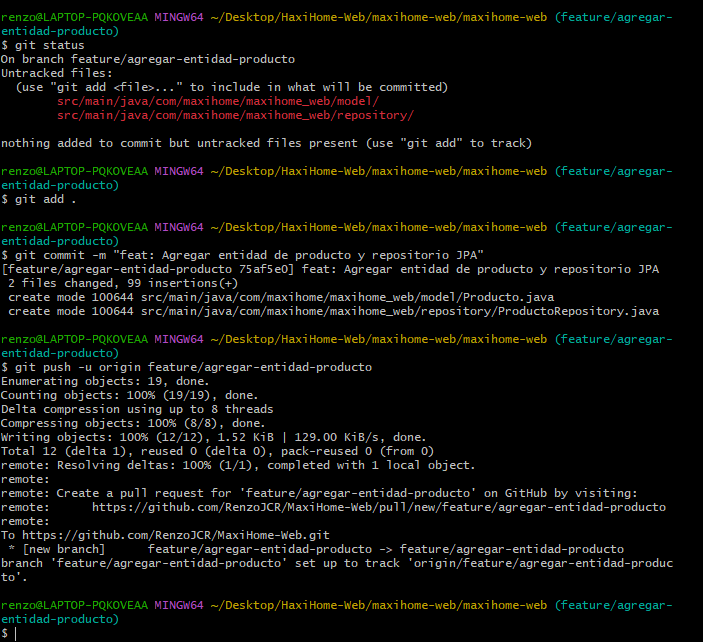 renzo@LAPTOP-PQKOVEAA MINGW64 ~/Desktop/HaxiHome-Web/maxihome-web/maxihome-web (feature/agregar-
entidad-producto)
$ git status
On branch feature/agregar-entidad-producto
Untracked files:
  (use "git add <file>..." to include in what will be committed)
        src/main/java/com/maxihome/maxihome_web/model/
        src/main/java/com/maxihome/maxihome_web/repository/

nothing added to commit but untracked files present (use "git add" to track)

renzo@LAPTOP-PQKOVEAA MINGW64 ~/Desktop/HaxiHome-Web/maxihome-web/maxihome-web (feature/agregar-
entidad-producto)
$ git add .

renzo@LAPTOP-PQKOVEAA MINGW64 ~/Desktop/HaxiHome-Web/maxihome-web/maxihome-web (feature/agregar-
entidad-producto)
$ git commit -m "feat: Agregar entidad de producto y repositorio JPA"
[feature/agregar-entidad-producto 75af5e0] feat: Agregar entidad de producto y repositorio JPA
 2 files changed, 99 insertions(+)
 create mode 100644 src/main/java/com/maxihome/maxihome_web/model/Producto.java
 create mode 100644 src/main/java/com/maxihome/maxihome_web/repository/ProductoRepository.java

renzo@LAPTOP-PQKOVEAA MINGW64 ~/Desktop/HaxiHome-Web/maxihome-web/maxihome-web (feature/agregar-
entidad-producto)
$ git push -u origin feature/agregar-entidad-producto
Enumerating objects: 19, done.
Counting objects: 100% (19/19), done.
Delta compression using up to 8 threads
Compressing objects: 100% (8/8), done.
Writing objects: 100% (12/12), 1.52 KiB | 129.00 KiB/s, done.
Total 12 (delta 1), reused 0 (delta 0), pack-reused 0 (from 0)
remote: Resolving deltas: 100% (1/1), completed with 1 local object.
remote:
remote: Create a pull request for 'feature/agregar-entidad-producto' on GitHub by visiting:
remote:      https://github.com/RenzoJCR/MaxiHome-Web/pull/new/feature/agregar-entidad-producto
remote:
To https://github.com/RenzoJCR/MaxiHome-Web.git
 * [new branch]      feature/agregar-entidad-producto -> feature/agregar-entidad-producto
branch 'feature/agregar-entidad-producto' set up to track 'origin/feature/agregar-entidad-produc
to'.

renzo@LAPTOP-PQKOVEAA MINGW64 ~/Desktop/HaxiHome-Web/maxihome-web/maxihome-web (feature/agregar-
entidad-producto)
$